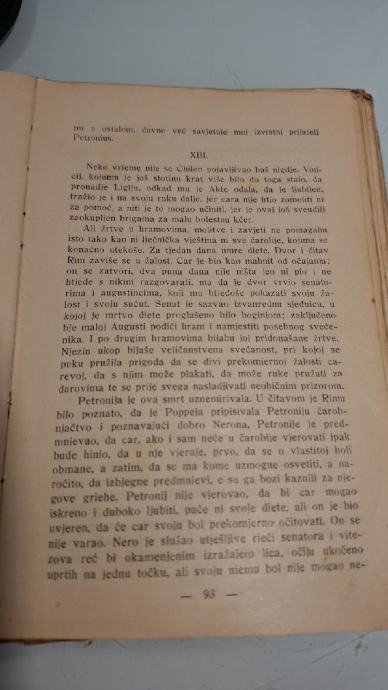 mu u ostalom, davno već savjetuje moj izvrstni prijatelj
Petronius.
XIII.
Neko vrieme nije se Chilon pojavilivao baš nigdje. Vini-
cij, kojemu je još stotinu krat više bilo do toga stalo, da
pronadje Ligiju, odkad mu je Akte odala, da je ljubljen,
tražio je i na svoju ruku dalje, jer cara nije htio zamoliti ni
za pomoć, a niti je to mogao učiniti, jer je ovaj još sveudilj
zaokupljen brigama za malu bolestnu kćer.
Ali žrtve u hramovima, molitve i zavjeti ne pomagahu
isto tako kao ni liečnička vještina ni sve čarolije, kojima se
konačno utekoše. Za tjedan dana umre diete. Dvor i čitav
Rim zaviše se u žalost. Car je bio kao mahnit od očajanja;
on se zatvori, dva puna dana nije ništa jeo ni pio i ne
htjede s nikim razgovarati, ma da je dvor vrvio senato-
rima i augustincima, koji mu htjedoše pokazati svoju ža-
lost i svoju sućut. Senat je sazvao izvanrednu sjednicu, u
kojoj je mrtvo diete proglašeno bilo boginjom; zaključeno
bje maloj Augusti podići hram i namjestiti posebnog sveće-
nika. I po drugim hramovima bilahu joj pridonašane žrtve.
Njezin ukop bijaše veličanstvena svečanost, pri kojoj se
puku pružila prigoda da se divi prekomjernoj žalosti ca-
revoj, da s njim može plakati, da može ruke pružati za
darovima te se prije svega nasladjivati neobičnim prizorom.
Petronija je ova smrt uznemirivala. U čitavom je Rimu
bilo poznato, da je Poppeja pripisivala Petroniju čarob-
njačtvo i poznavajući dobro Nerona, Petronije je pred-
mnievao, da car, ako i sam neće u čarobije vjerovati ipak
bude hinio, da u nje vjeruje, prvo, da se o vlastitoj boli
obmane, a zatim, da se ma kome uzmogne osvetiti, a na-
ročito, da izbjegne predmnievi, e su ga bozi kaznili za nje-
gove griehe. Petronij nije vjerovao, da bi car mogao
iskreno i duboko ljubiti, pače ni svoje diete, ali on je bio
uvjeren, da će car svoju bol prekomjerno očitovati. On se
nije varao. Nero je slušao utješljive rieči senatora i vite-
zova reć bi okamenjenim izražajem lica, očiju ukočeno
uprtih na jednu točku, ali svoju niemu bol nije mogao ne-
— 93 —